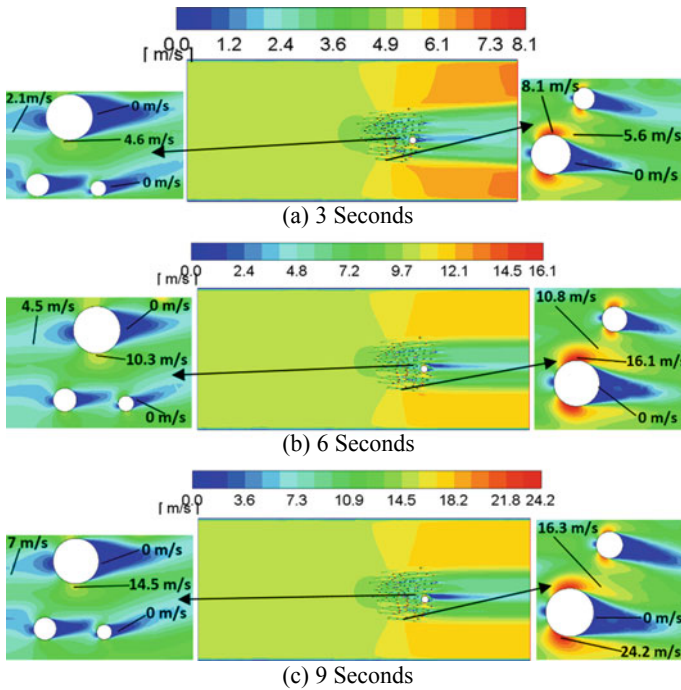 0.0 1.2 2.4 3.6 4.9 6.1 7.3 8.1
[ m/s]
2.1m/s
0 m/s
4.6 m/s
0 m/s
8.1 m/s
5.6 m/s
0 m/s
(a) 3 Seconds
0.0 2.4 4.8 7.2 9.7 12.1 14.5 16.1
[ m/s]
4.5 m/s
0 m/s
10.3 m/s
0 m/s
10.8 m/s
16.1 m/s
0 m/s
(b) 6 Seconds
0.0 3.6 7.3 10.9 14.5 18.2 21.8 24.2
[ m/s]
7 m/s
0 m/s
14.5 m/s
0 m/s
16.3 m/s
0 m/s
24.2 m/s
(c) 9 Seconds